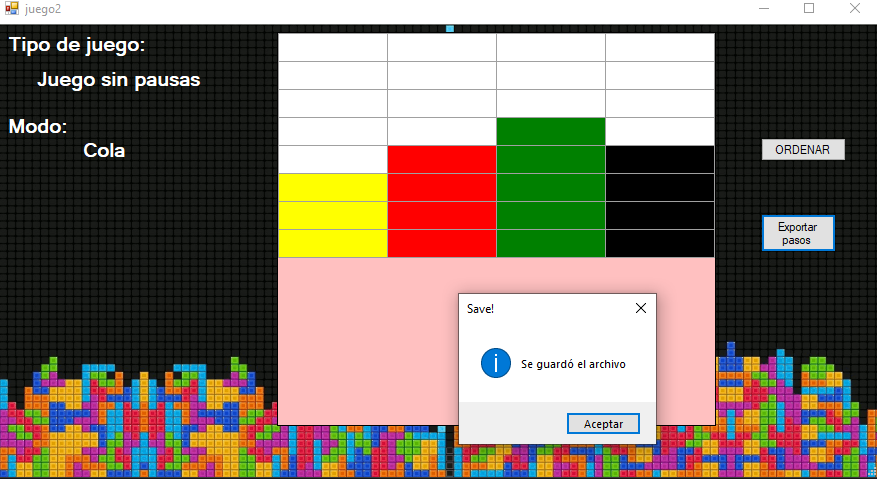 juego2
Tipo de juego:
Juego sin pausas
Modo:
Cola
ORDENAR
Exportar
pasos
Save!
Se guardó el archivo
Aceptar